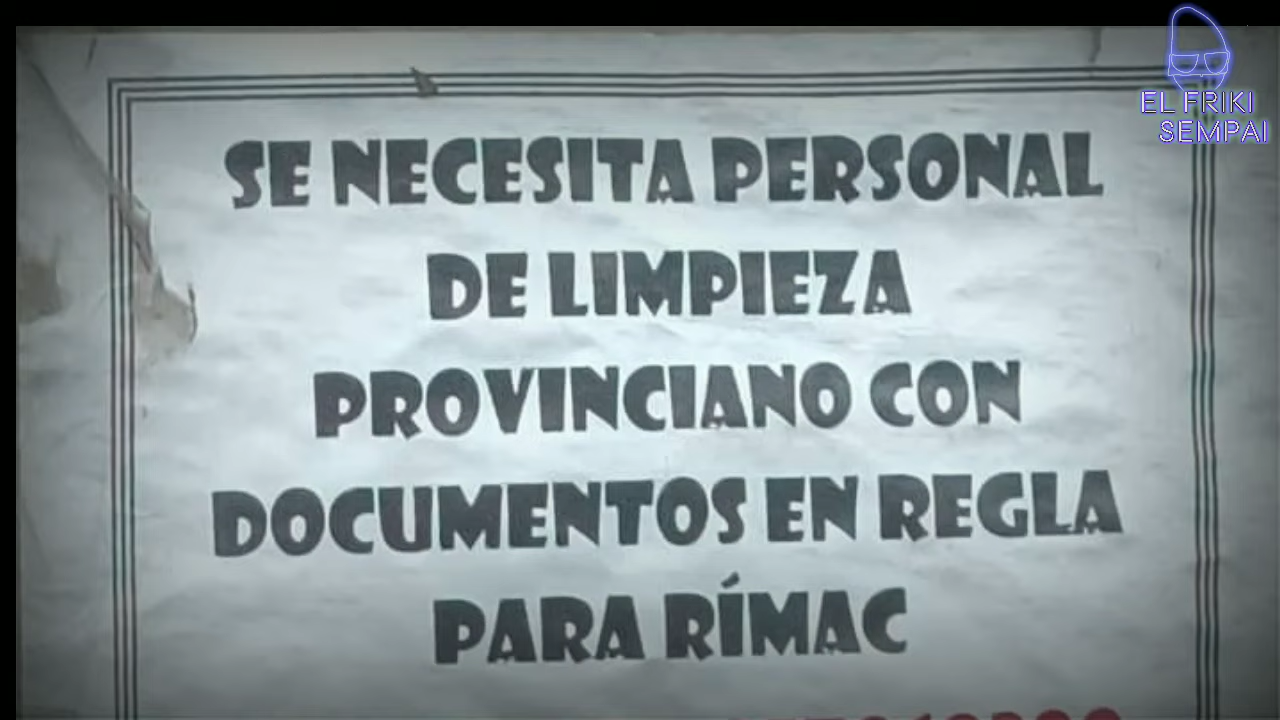 EL FRIKI
SEMPAI
SE NECESITA PERSONAL
DE LIMPIEZA
PROVINCIANO CON
DOCUMENTOS EN REGLA
PARA RÍMAC